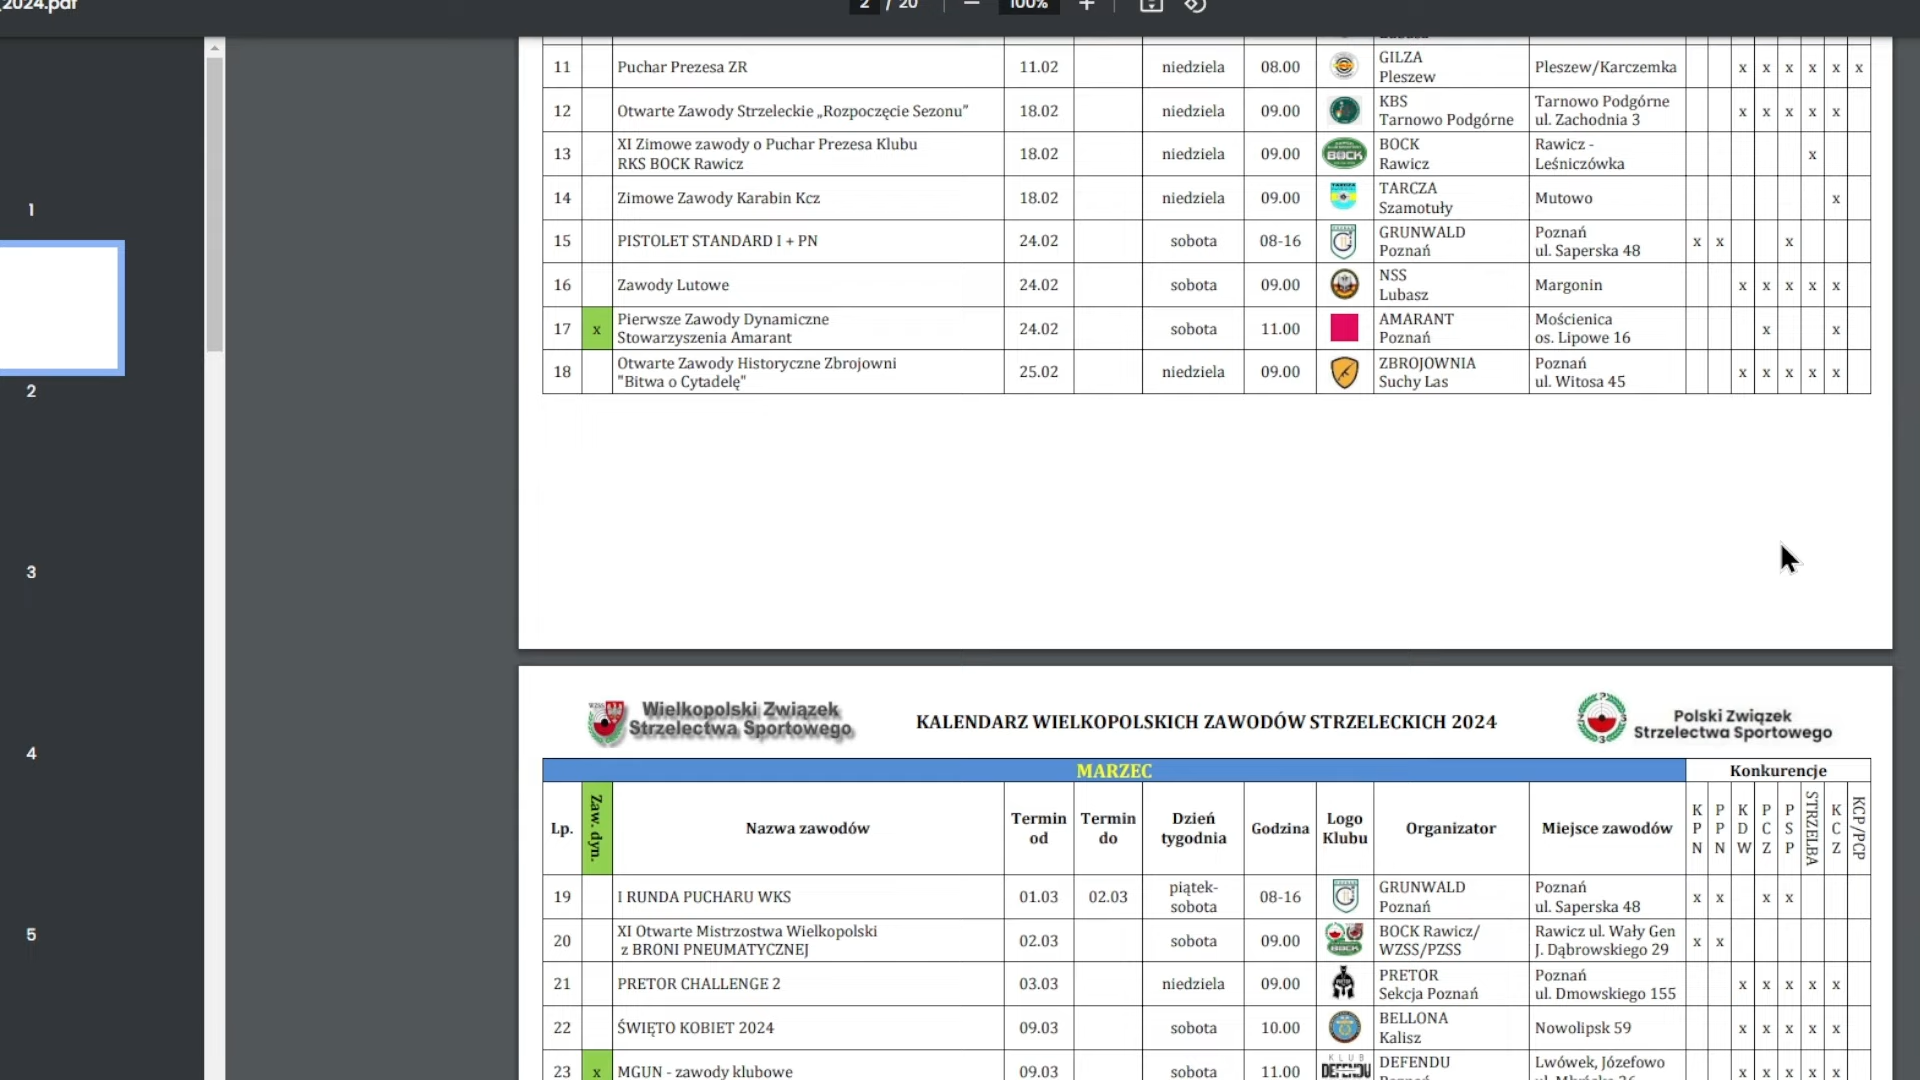 _2024.pdf
2 / 20 — 100% +
1
2
3
4
5
11 Puchar Prezesa ZR 11.02 niedziela 08.00 GILZA Pleszew Pleszew/Karczemka x x x x x x
12 Otwarte Zawody Strzeleckie „Rozpoczęcie Sezonu” 18.02 niedziela 09.00 KBS Tarnowo Podgórne Tarnowo Podgórne ul. Zachodnia 3 x x x x x
13 XI Zimowe zawody o Puchar Prezesa Klubu RKS BOCK Rawicz 18.02 niedziela 09.00 BOCK BOCK Rawicz Rawicz - Leśniczówka x
14 Zimowe Zawody Karabin Kcz 18.02 niedziela 09.00 TARCZA Szamotuły Mutowo x
15 PISTOLET STANDARD I + PN 24.02 sobota 08-16 GRUNWALD Poznań Poznań ul. Saperska 48 x x x
16 Zawody Lutowe 24.02 sobota 09.00 NSS Lubasz Margonin x x x x x
17 x Pierwsze Zawody Dynamiczne Stowarzyszenia Amarant 24.02 sobota 11.00 AMARANT Poznań Mościenica os. Lipowe 16 x x
18 Otwarte Zawody Historyczne Zbrojowni "Bitwa o Cytadelę" 25.02 niedziela 09.00 ZBROJOWNIA Suchy Las Poznań ul. Witosa 45 x x x x x
Wielkopolski Związek
Strzelectwa Sportowego
KALENDARZ WIELKOPOLSKICH ZAWODÓW STRZELECKICH 2024
Polski Związek
Strzelectwa Sportowego
MARZEC Konkurencje
Lp. Zaw. dyn. Nazwa zawodów Termin od Termin do Dzień tygodnia Godzina Logo Klubu Organizator Miejsce zawodów KPN PPN KDW PCZ PSP STRZELBA KCZ KCP/PCP
19 I RUNDA PUCHARU WKS 01.03 02.03 piątek-sobota 08-16 GRUNWALD Poznań Poznań ul. Saperska 48 x x x x
20 XI Otwarte Mistrzostwa Wielkopolski z BRONI PNEUMATYCZNEJ 02.03 sobota 09.00 BOCK Rawicz/ WZSS/PZSS Rawicz ul. Wały Gen J. Dąbrowskiego 29 x x
21 PRETOR CHALLENGE 2 03.03 niedziela 09.00 PRETOR Sekcja Poznań Poznań ul. Dmowskiego 155 x x x x x
22 ŚWIĘTO KOBIET 2024 09.03 sobota 10.00 BELLONA Kalisz Nowolipsk 59 x x x x x
23 x MGUN - zawody klubowe 09.03 sobota 11.00 KLUB DEFENDU DEFENDU Lwówek, Józefowo x x x x